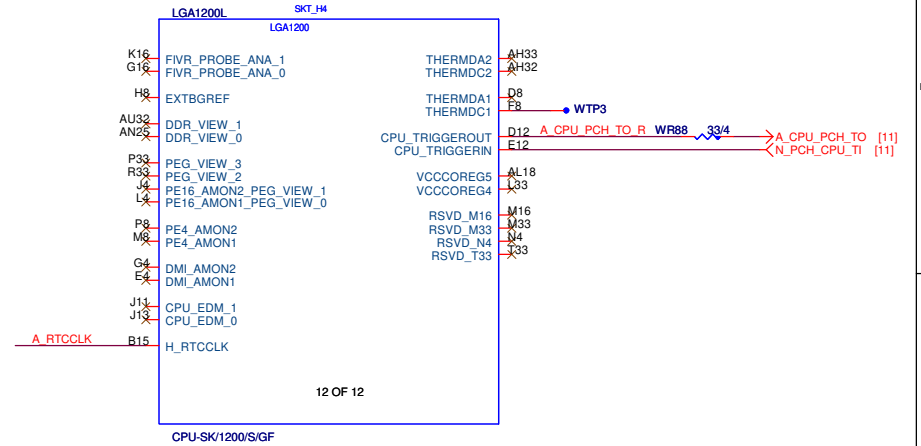 LGA1200L
SKT_H4
LGA1200
K16 FIVR_PROBE_ANA_1
G16 FIVR_PROBE_ANA_0
H8 EXTBGREF
AU32 DDR_VIEW_1
AN25 DDR_VIEW_0
P33 PEG_VIEW_3
R33 PEG_VIEW_2
J4 PE16_AMON2_PEG_VIEW_1
L4 PE16_AMON1_PEG_VIEW_0
P8 PE4_AMON2
M8 PE4_AMON1
G4 DMI_AMON2
E4 DMI_AMON1
J11 CPU_EDM_1
J13 CPU_EDM_0
A_RTCCLK B15 H_RTCCLK
THERMDA2 AH33
THERMDC2 AH32
THERMDA1 D8
THERMDC1 F8 WTP3
CPU_TRIGGEROUT D12 A_CPU_PCH_TO_R WR88 33/4 A_CPU_PCH_TO [11]
CPU_TRIGGERIN E12 N_PCH_CPU_TI [11]
VCCCOREG5 AL18
VCCCOREG4 L33
RSVD_M16 M16
RSVD_M33 M33
RSVD_N4 N4
RSVD_T33 T33
12 OF 12
CPU-SK/1200/S/GF